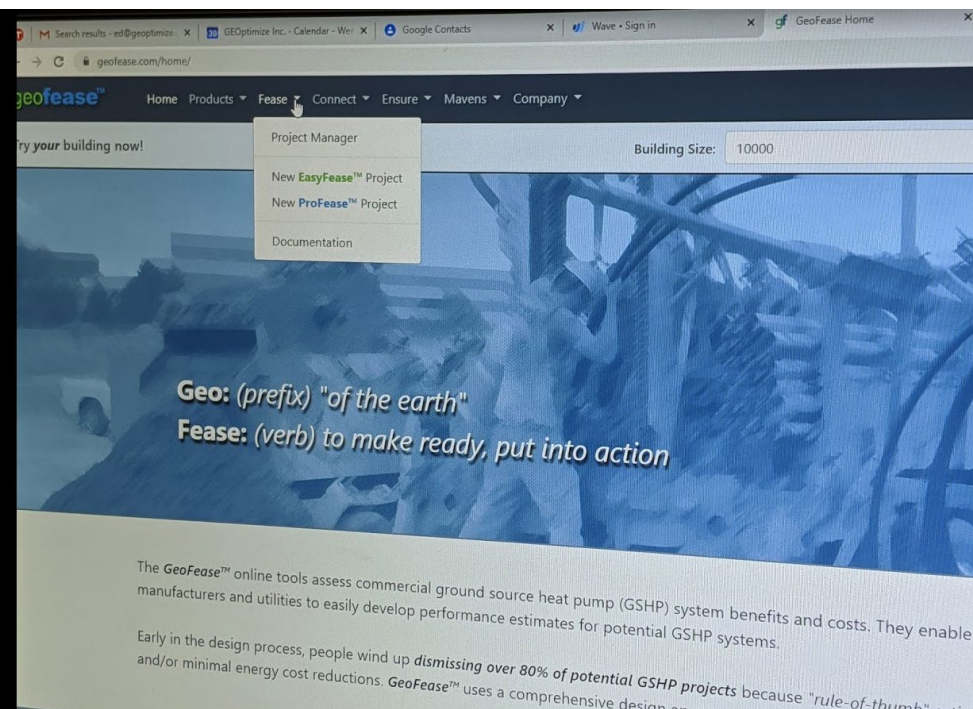 Search results - ed@geoptimize.
GEOptimize Inc. - Calendar - We
Google Contacts
Wave • Sign in
GeoFease Home
geofease.com/home/
geofease™ Home Products Fease Connect Ensure Mavens Company
Try your building now! Building Size: 10000
Project Manager
New EasyFease™ Project
New ProFease™ Project
Documentation
Geo: (prefix) "of the earth"
Fease: (verb) to make ready, put into action
The GeoFease™ online tools assess commercial ground source heat pump (GSHP) system benefits and costs. They enable
manufacturers and utilities to easily develop performance estimates for potential GSHP systems.
Early in the design process, people wind up dismissing over 80% of potential GSHP projects because "rule-of-thumb"
and/or minimal energy cost reductions. GeoFease™ uses a comprehensive design